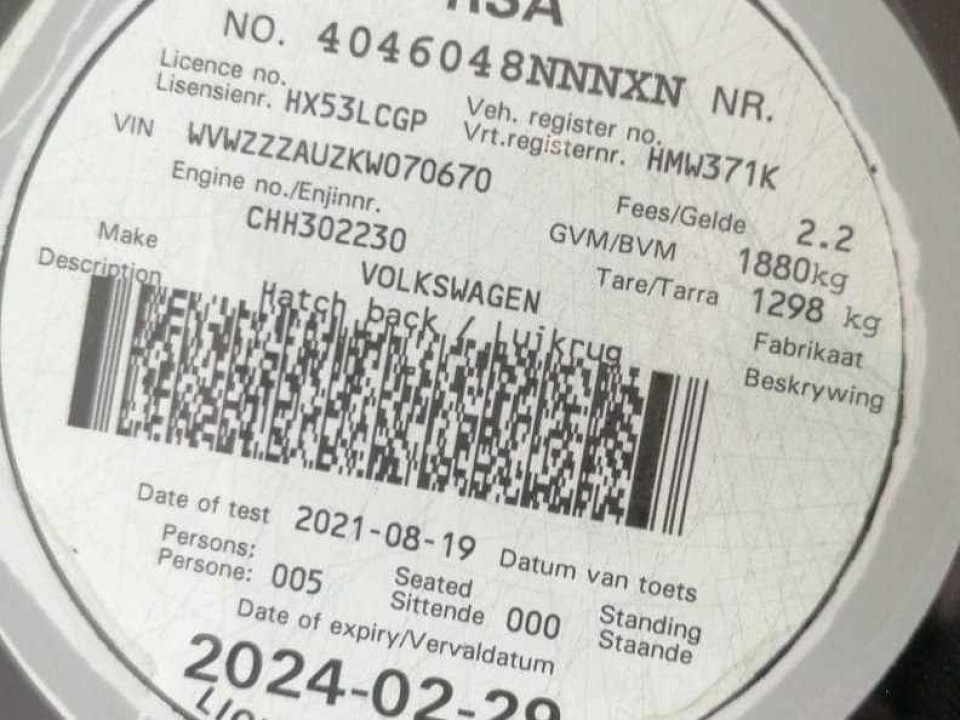 RSA
NO. 4046048NNNXN NR.
Licence no.
Lisensienr. HX53LCGP
Veh. register no.
Vrt.registernr. HMW371K
VIN WVWZZZAUZKW070670
Engine no./Enjinnr.
CHH302230
Fees/Gelde 2.2
GVM/BVM 1880kg
Tare/Tarra 1298 kg
Make VOLKSWAGEN Fabrikaat
Description Hatch back / Luikrug Beskrywing
Date of test 2021-08-19 Datum van toets
Persons:
Persone: 005
Seated
Sittende 000
Standing
Staande
Date of expiry/Vervaldatum
2024-02-29